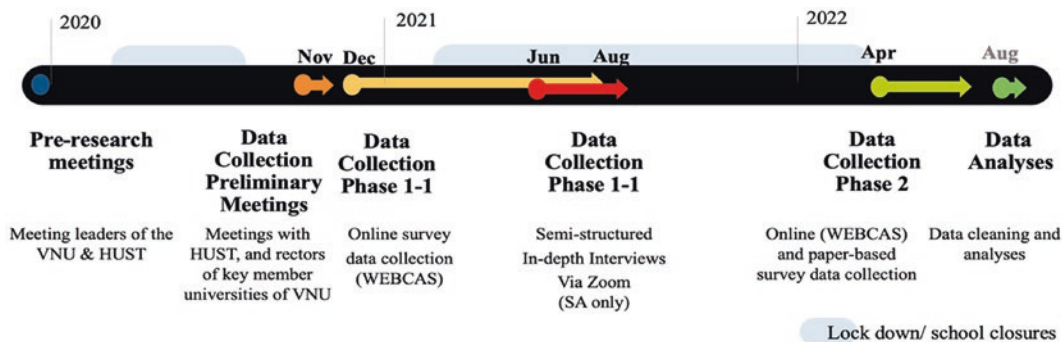 2020
2021
2022
Nov
Dec
Jun
Aug
Apr
Aug
Pre-research
meetings
Meeting leaders of the
VNU & HUST
Data
Collection
Preliminary
Meetings
Meetings with
HUST, and rectors
of key member
universities of VNU
Data
Collection
Phase 1-1
Online survey
data collection
(WEBCAS)
Data
Collection
Phase 1-1
Semi-structured
In-depth Interviews
Via Zoom
(SA only)
Data
Collection
Phase 2
Online (WEBCAS)
and paper-based
survey data collection
Data
Analyses
Data cleaning and
analyses
Lock down/ school closures